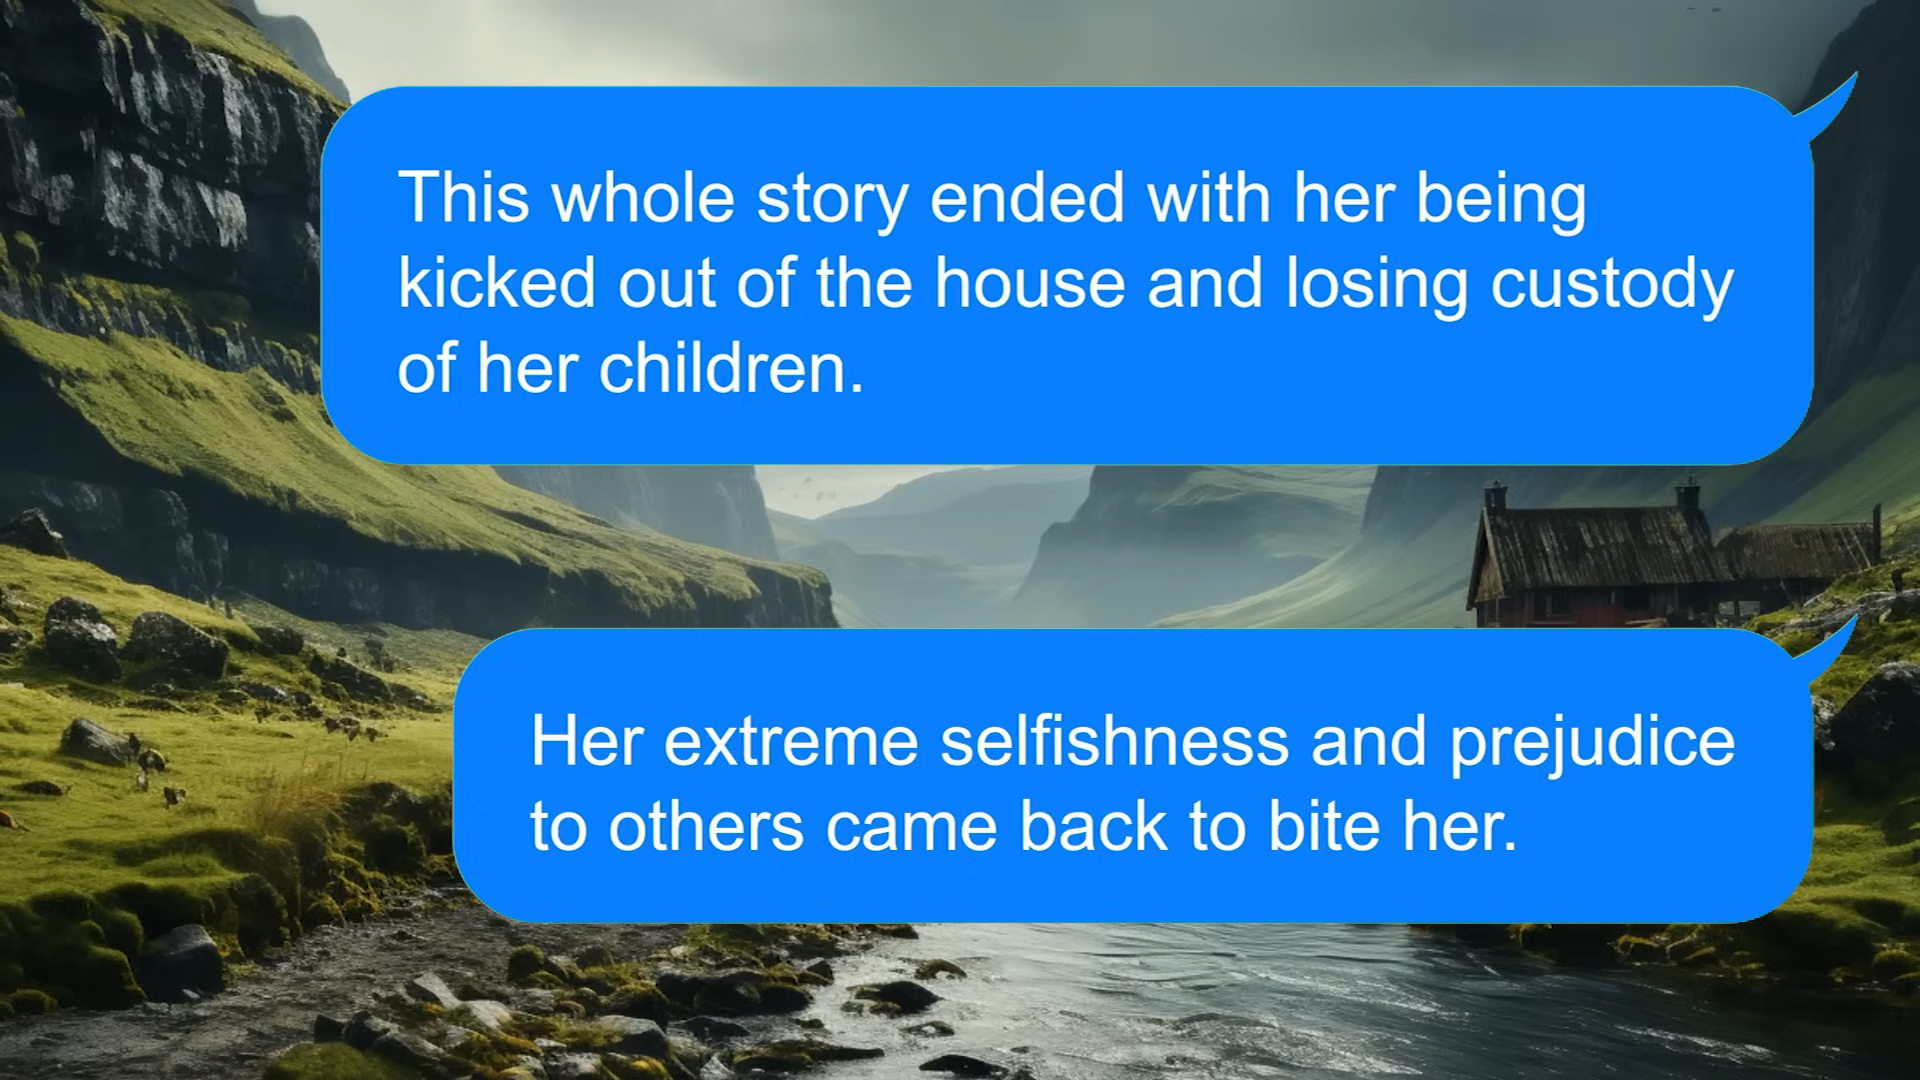 This whole story ended with her being
kicked out of the house and losing custody
of her children.
Her extreme selfishness and prejudice
to others came back to bite her.